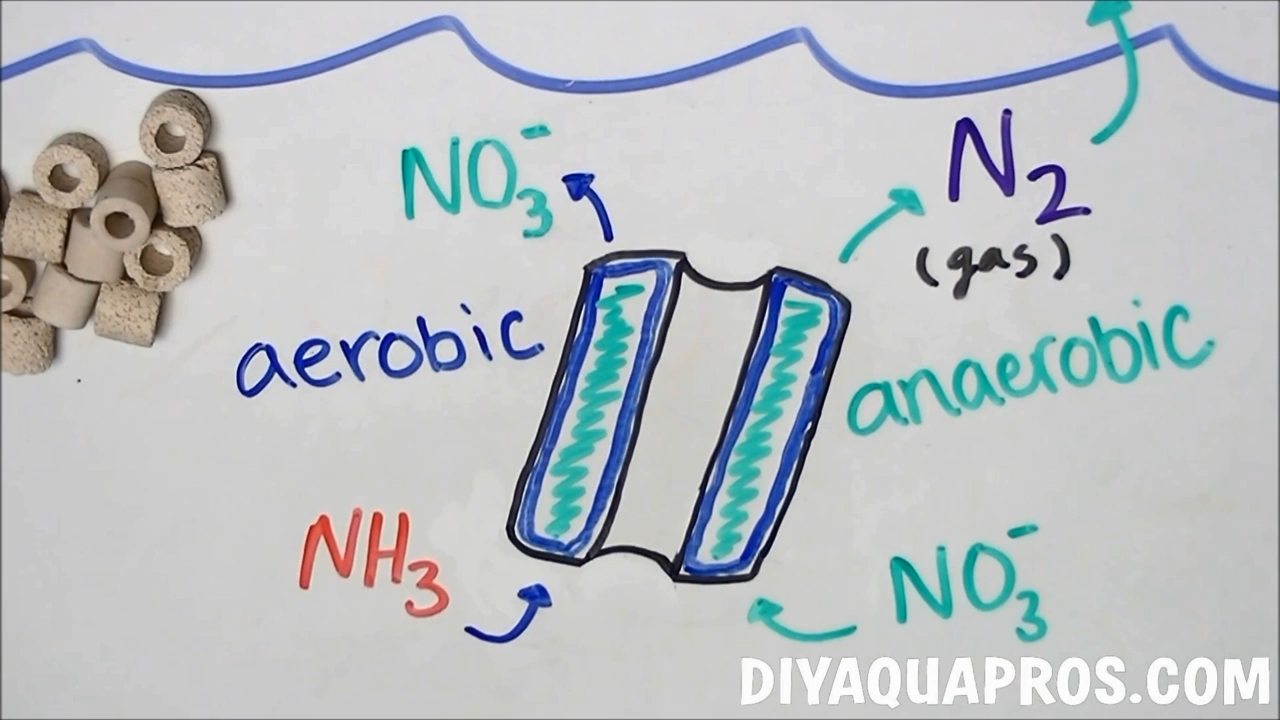 NO₃⁻
N₂
(gas)
aerobic
anaerobic
NH₃
NO₃⁻
DIYAQUAPROS.COM